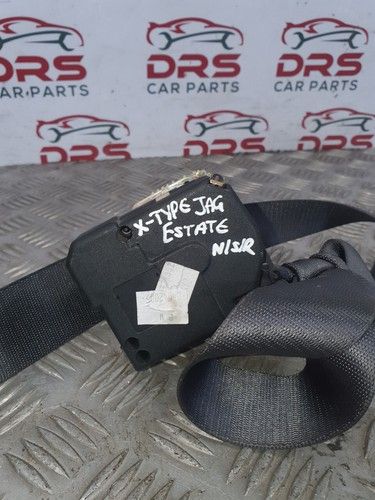 DRS
CAR PARTS
DRS
CAR PARTS
DRS
CAR PARTS
X-TYPE JAG
ESTATE
N/S/R